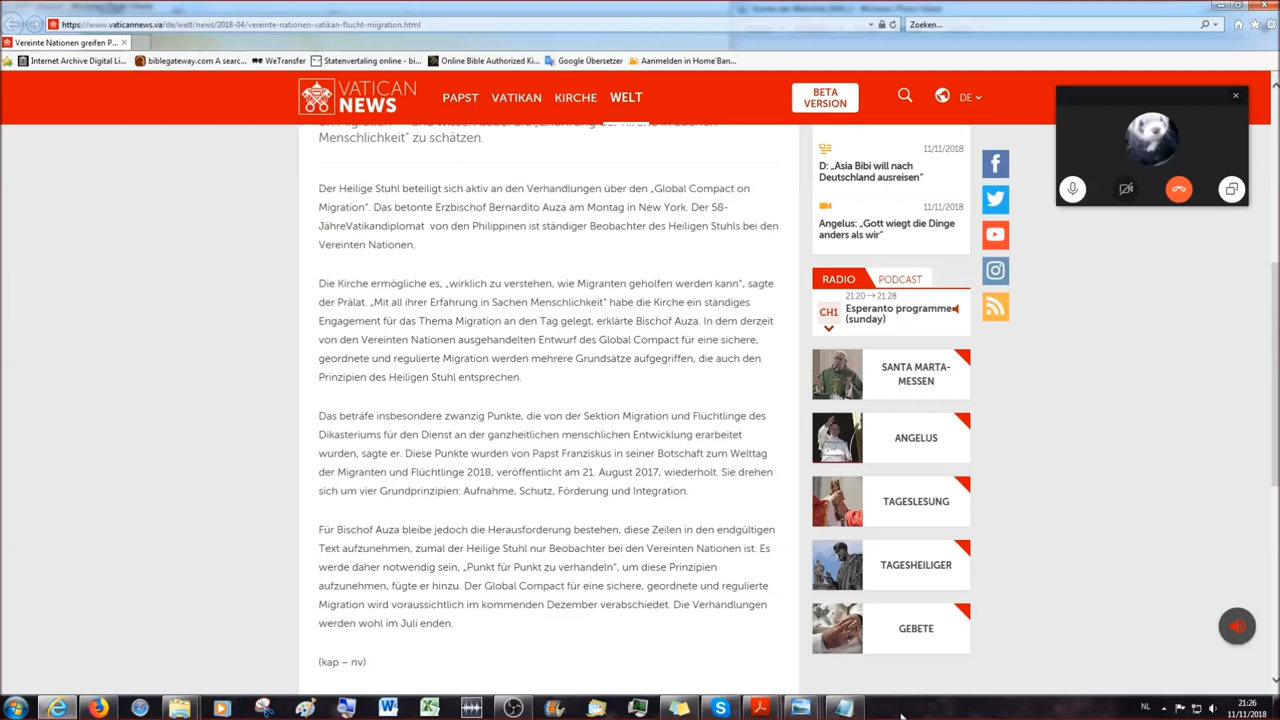 https://www.vaticannews.va/de/welt/news/2018-04/vereinte-nationen-vatikan-flucht-migration.html
Zoeken...
Vereinte Nationen greifen P...
Internet Archive Digital Li...
biblegateway.com A searc...
WeTransfer
Statenvertaling online - bi...
Online Bible Authorized Ki...
Google Übersetzer
Aanmelden in Home'Ban...
VATICAN
NEWS
PAPST
VATIKAN
KIRCHE
WELT
BETA
VERSION
DE
Menschlichkeit“ zu schätzen.
Der Heilige Stuhl beteiligt sich aktiv an den Verhandlungen über den „Global Compact on
Migration“. Das betonte Erzbischof Bernardito Auza am Montag in New York. Der 58-
JähreVatikandiplomat von den Philippinen ist ständiger Beobachter des Heiligen Stuhls bei den
Vereinten Nationen.
Die Kirche ermögliche es, „wirklich zu verstehen, wie Migranten geholfen werden kann“, sagte
der Prälat. „Mit all ihrer Erfahrung in Sachen Menschlichkeit“ habe die Kirche ein ständiges
Engagement für das Thema Migration an den Tag gelegt, erklärte Bischof Auza. In dem derzeit
von den Vereinten Nationen ausgehandelten Entwurf des Global Compact für eine sichere,
geordnete und regulierte Migration werden mehrere Grundsätze aufgegriffen, die auch den
Prinzipien des Heiligen Stuhl entsprechen.
Das beträfe insbesondere zwanzig Punkte, die von der Sektion Migration und Flüchtlinge des
Dikasteriums für den Dienst an der ganzheitlichen menschlichen Entwicklung erarbeitet
wurden, sagte er. Diese Punkte wurden von Papst Franziskus in seiner Botschaft zum Welttag
der Migranten und Flüchtlinge 2018, veröffentlicht am 21. August 2017, wiederholt. Sie drehen
sich um vier Grundprinzipien: Aufnahme, Schutz, Förderung und Integration.
Für Bischof Auza bleibe jedoch die Herausforderung bestehen, diese Zeilen in den endgültigen
Text aufzunehmen, zumal der Heilige Stuhl nur Beobachter bei den Vereinten Nationen ist. Es
werde daher notwendig sein, „Punkt für Punkt zu verhandeln“, um diese Prinzipien
aufzunehmen, fügte er hinzu. Der Global Compact für eine sichere, geordnete und regulierte
Migration wird voraussichtlich im kommenden Dezember verabschiedet. Die Verhandlungen
werden wohl im Juli enden.
(kap – nv)
11/11/2018
D: „Asia Bibi will nach
Deutschland ausreisen“
11/11/2018
Angelus: „Gott wiegt die Dinge
anders als wir“
RADIO
PODCAST
21:20 → 21:28
CH1
Esperanto programme
(sunday)
SANTA MARTA-
MESSEN
ANGELUS
TAGESLESUNG
TAGESHEILIGER
GEBETE
NL
21:26
11/11/2018